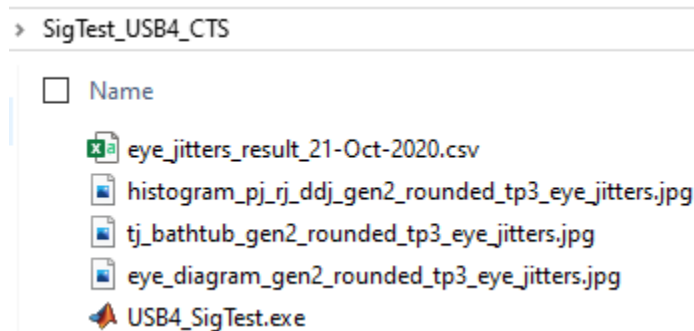 SigTest_USB4_CTS
Name
eye_jitters_result_21-Oct-2020.csv
histogram_pj_rj_ddj_gen2_rounded_tp3_eye_jitters.jpg
tj_bathtub_gen2_rounded_tp3_eye_jitters.jpg
eye_diagram_gen2_rounded_tp3_eye_jitters.jpg
USB4_SigTest.exe